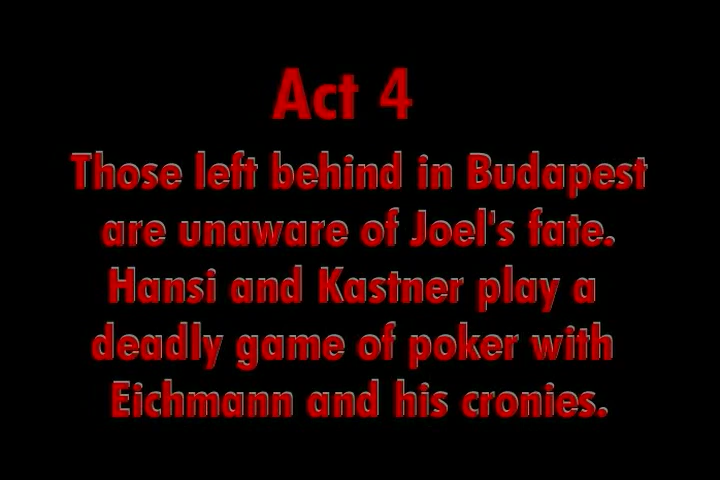 Act 4
Those left behind in Budapest
are unaware of Joel's fate.
Hansi and Kastner play a
deadly game of poker with
Eichmann and his cronies.